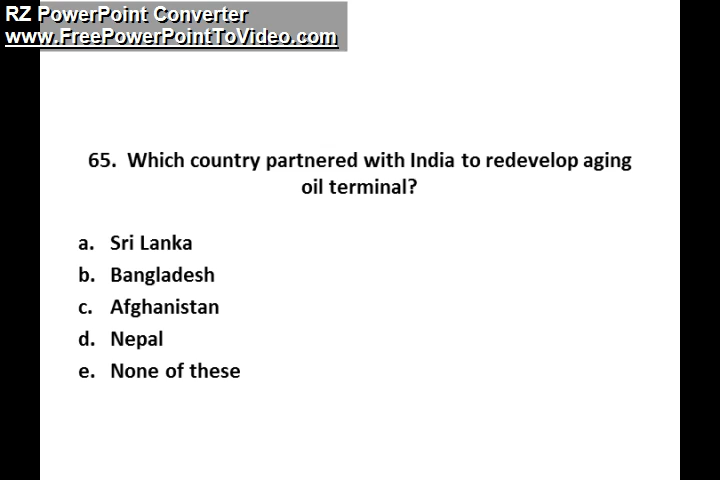 RZ PowerPoint Converter
www.FreePowerPointToVideo.com
65. Which country partnered with India to redevelop aging
oil terminal?
a. Sri Lanka
b. Bangladesh
c. Afghanistan
d. Nepal
e. None of these